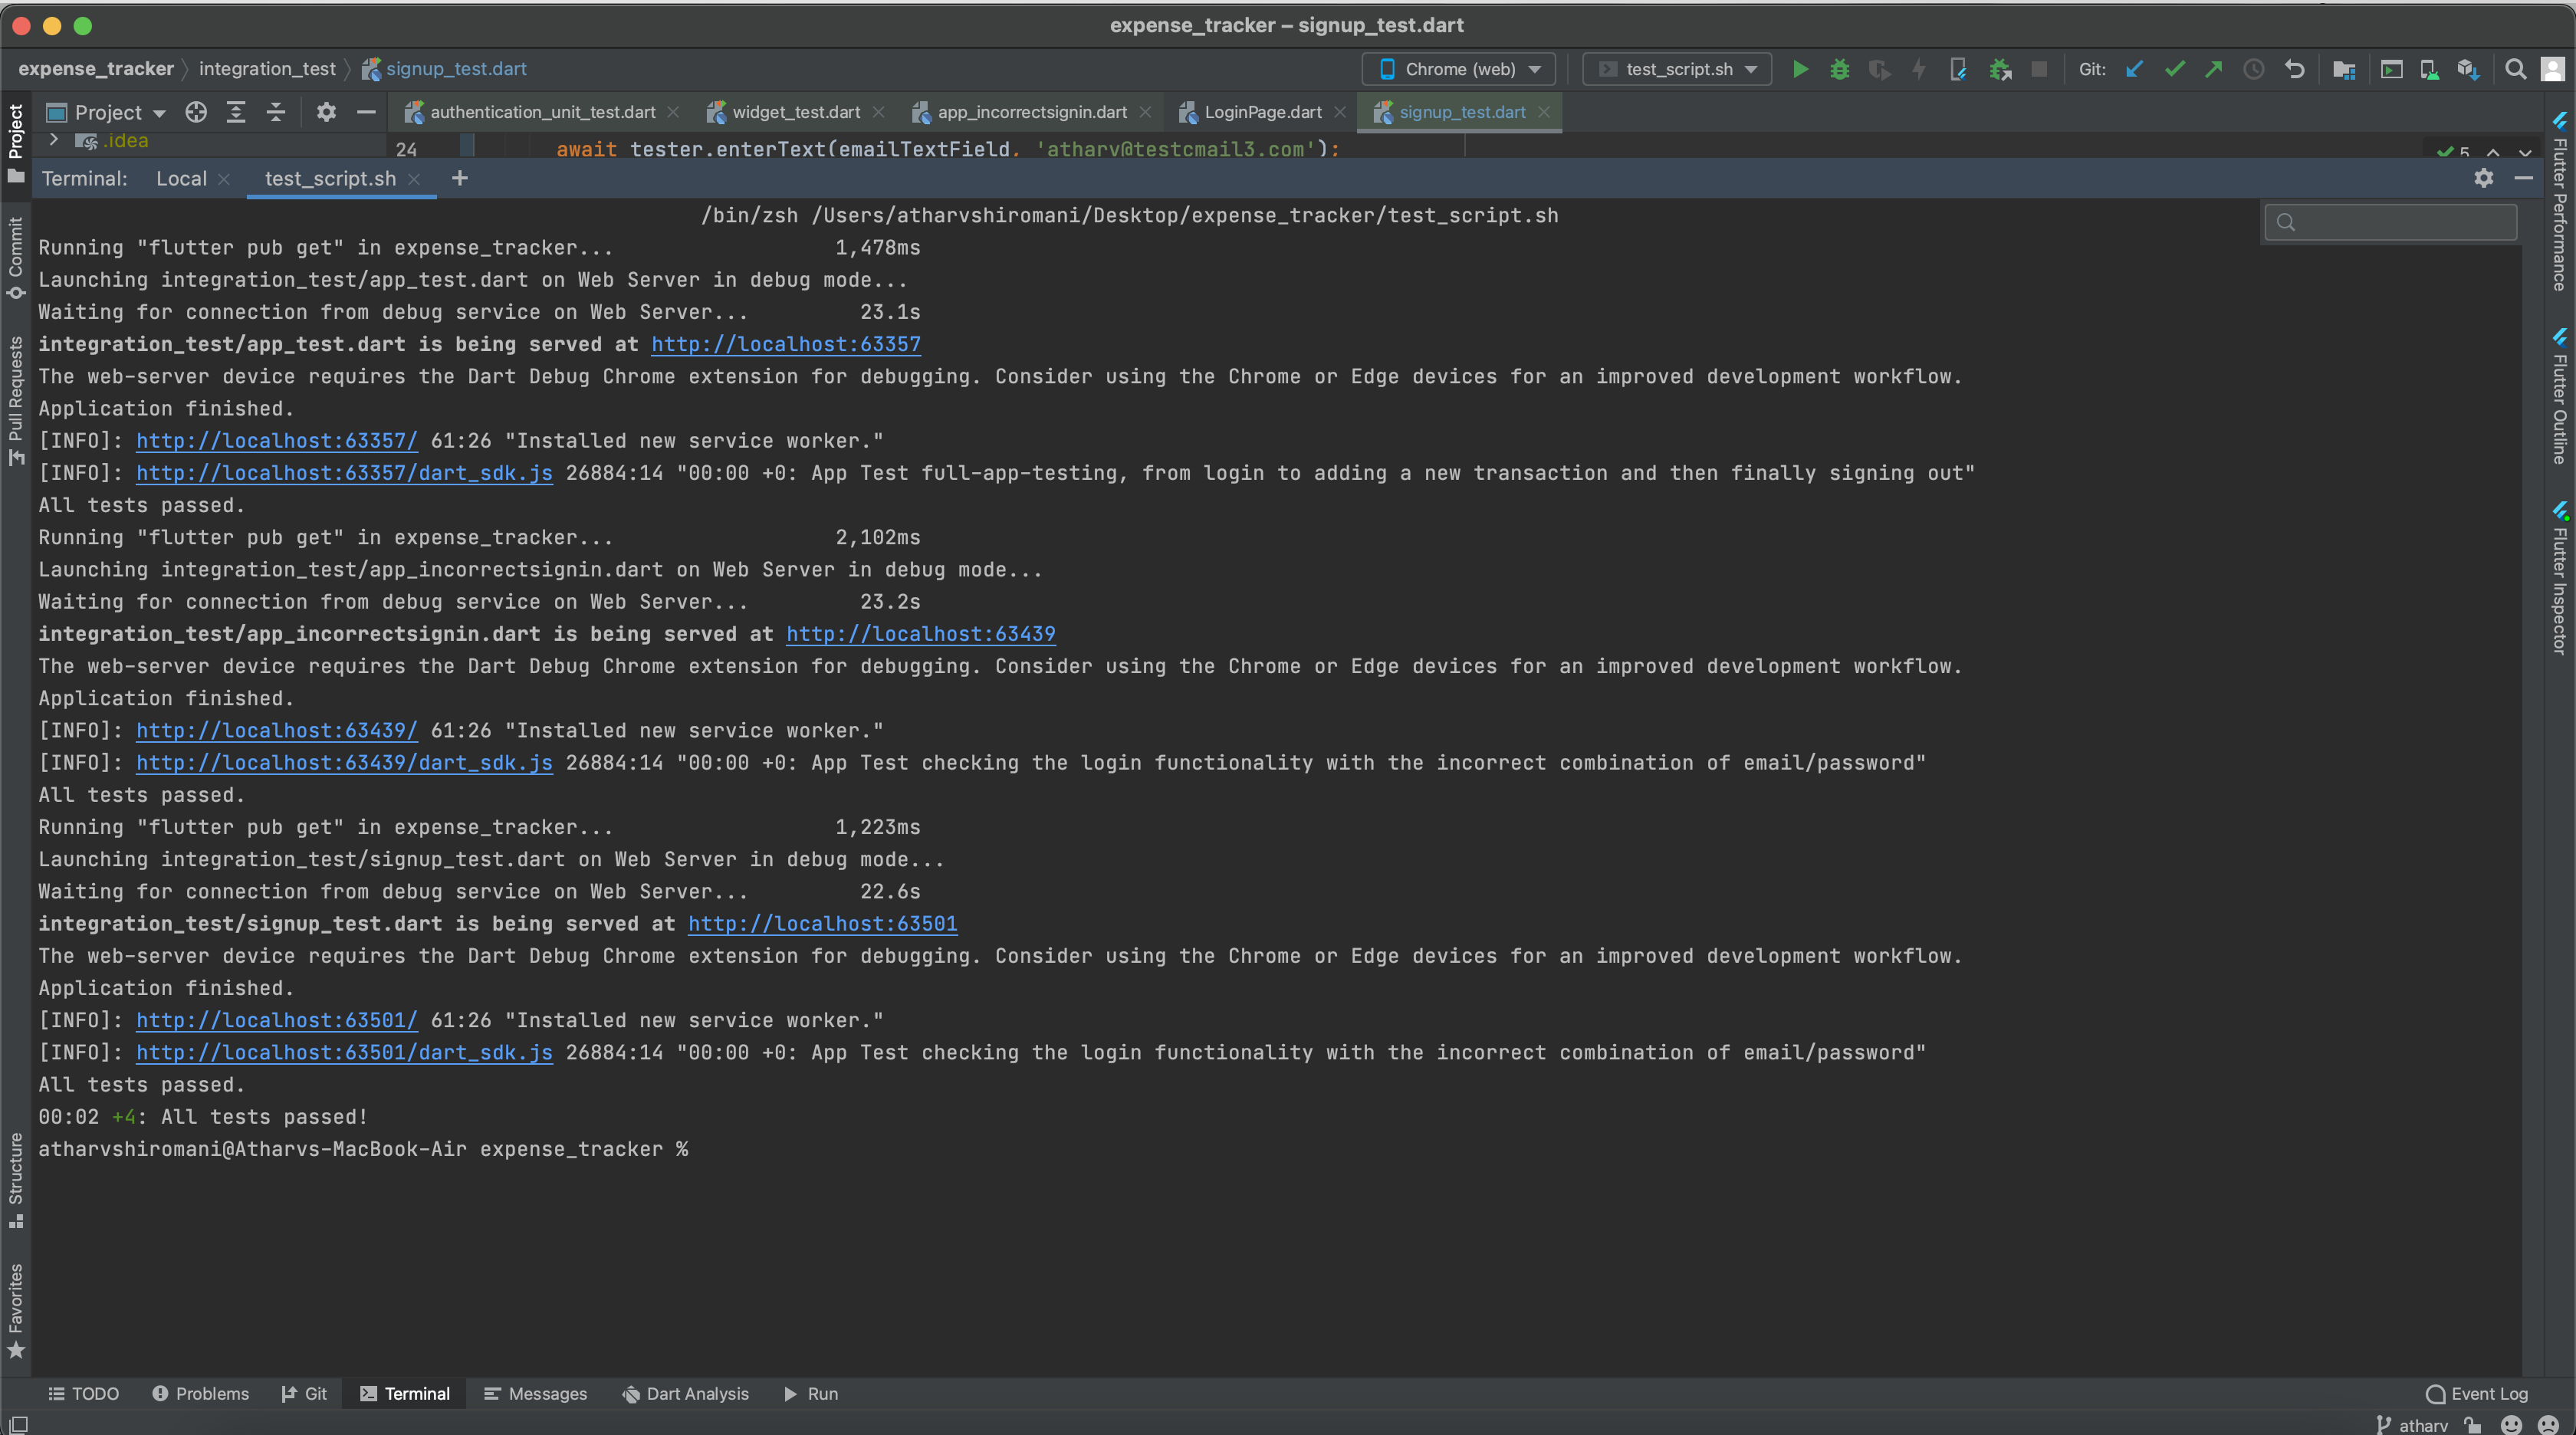 expense_tracker – signup_test.dart
expense_tracker integration_test signup_test.dart Chrome (web) test_script.sh Git:
Project authentication_unit_test.dart widget_test.dart app_incorrectsignin.dart LoginPage.dart signup_test.dart
.idea 24 await tester.enterText(emailTextField, 'atharv@testcmail3.com'); 5
Terminal: Local test_script.sh
/bin/zsh /Users/atharvshiromani/Desktop/expense_tracker/test_script.sh
Running "flutter pub get" in expense_tracker... 1,478ms
Launching integration_test/app_test.dart on Web Server in debug mode...
Waiting for connection from debug service on Web Server... 23.1s
integration_test/app_test.dart is being served at http://localhost:63357
The web-server device requires the Dart Debug Chrome extension for debugging. Consider using the Chrome or Edge devices for an improved development workflow.
Application finished.
[INFO]: http://localhost:63357/ 61:26 "Installed new service worker."
[INFO]: http://localhost:63357/dart_sdk.js 26884:14 "00:00 +0: App Test full-app-testing, from login to adding a new transaction and then finally signing out"
All tests passed.
Running "flutter pub get" in expense_tracker... 2,102ms
Launching integration_test/app_incorrectsignin.dart on Web Server in debug mode...
Waiting for connection from debug service on Web Server... 23.2s
integration_test/app_incorrectsignin.dart is being served at http://localhost:63439
The web-server device requires the Dart Debug Chrome extension for debugging. Consider using the Chrome or Edge devices for an improved development workflow.
Application finished.
[INFO]: http://localhost:63439/ 61:26 "Installed new service worker."
[INFO]: http://localhost:63439/dart_sdk.js 26884:14 "00:00 +0: App Test checking the login functionality with the incorrect combination of email/password"
All tests passed.
Running "flutter pub get" in expense_tracker... 1,223ms
Launching integration_test/signup_test.dart on Web Server in debug mode...
Waiting for connection from debug service on Web Server... 22.6s
integration_test/signup_test.dart is being served at http://localhost:63501
The web-server device requires the Dart Debug Chrome extension for debugging. Consider using the Chrome or Edge devices for an improved development workflow.
Application finished.
[INFO]: http://localhost:63501/ 61:26 "Installed new service worker."
[INFO]: http://localhost:63501/dart_sdk.js 26884:14 "00:00 +0: App Test checking the login functionality with the incorrect combination of email/password"
All tests passed.
00:02 +4: All tests passed!
atharvshiromani@Atharvs-MacBook-Air expense_tracker %
Project
Commit
Pull Requests
Structure
Favorites
Flutter Performance
Flutter Outline
Flutter Inspector
TODO Problems Git Terminal Messages Dart Analysis Run Event Log
atharv